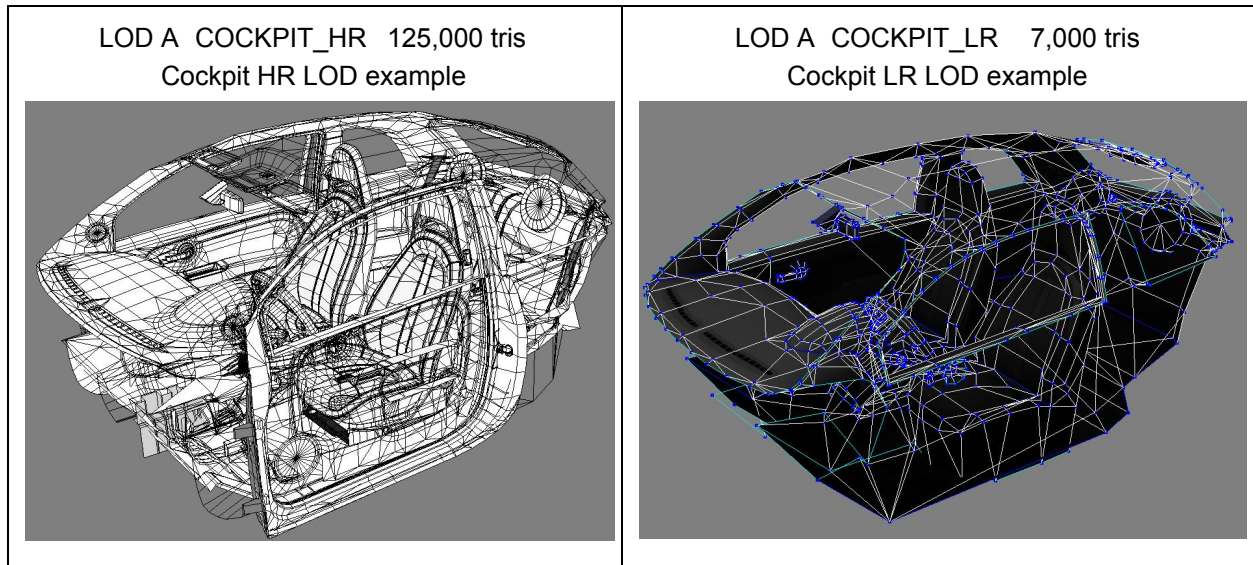 LOD A COCKPIT_HR 125,000 tris
Cockpit HR LOD example
LOD A COCKPIT_LR 7,000 tris
Cockpit LR LOD example